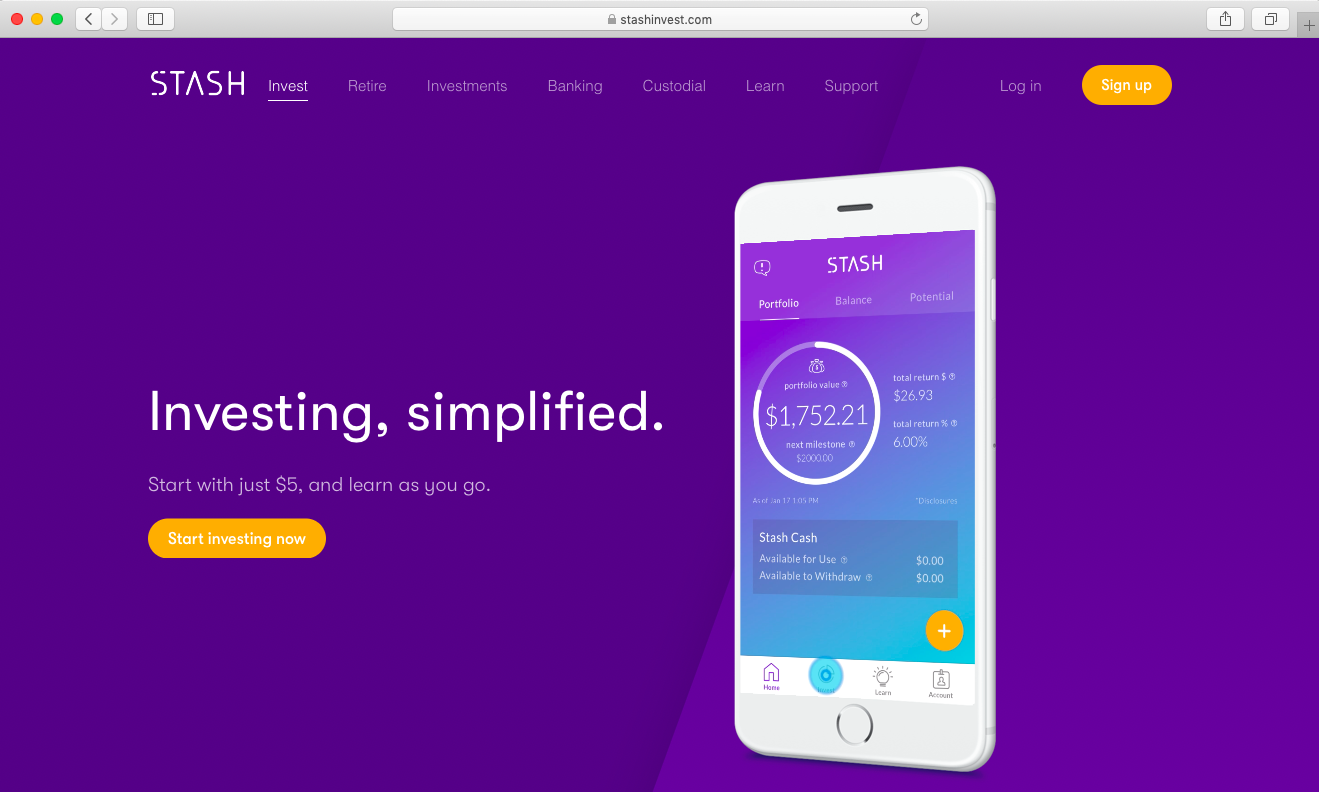 stashinvest.com
STASH
Invest Retire Investments Banking Custodial Learn Support Log in Sign up
STASH
Portfolio Balance Potential
portfolio value
$1,752.21
next milestone
$2000.00
total return $
$26.93
total return %
6.00%
As of Jan 17 1:05 PM
*Disclosures
Stash Cash
Available for Use $0.00
Available to Withdraw $0.00
Home Invest Learn Account
Investing, simplified.
Start with just $5, and learn as you go.
Start investing now